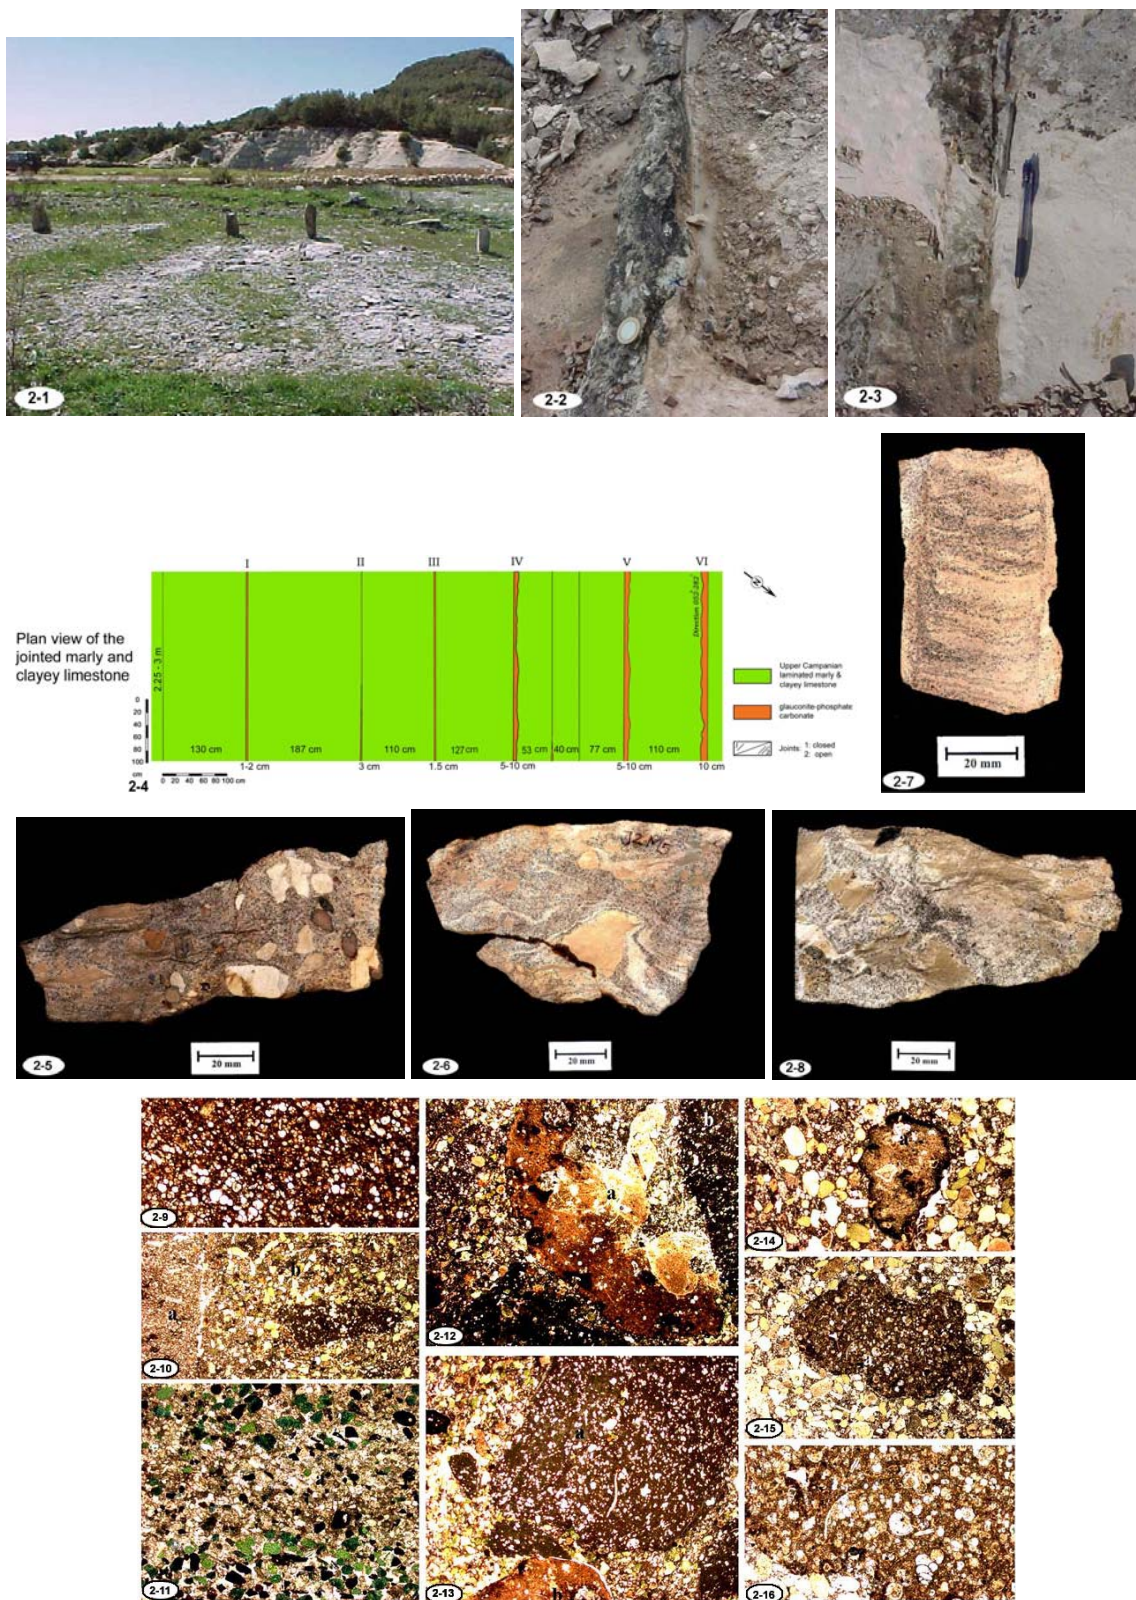 2-1
2-2
2-3
Plan view of the
jointed marly and
clayey limestone
I
II
III
IV
V
VI
N
2.25 - 3 m
0
20
40
60
80
100
cm
130 cm
187 cm
110 cm
127 cm
53 cm
40 cm
77 cm
110 cm
1-2 cm
3 cm
1.5 cm
5-10 cm
5-10 cm
10 cm
0 20 40 60 80 100 cm
2-4
Upper Campanian
laminated marly &
clayey limestone
glauconite-phosphate
carbonate
Joints: 1: closed
2: open
20 mm
2-7
J2M5
20 mm
2-5
20 mm
2-6
20 mm
2-8
2-9
a
b
2-10
2-11
a
b
2-12
a
b
2-13
a
2-14
a
2-15
2-16